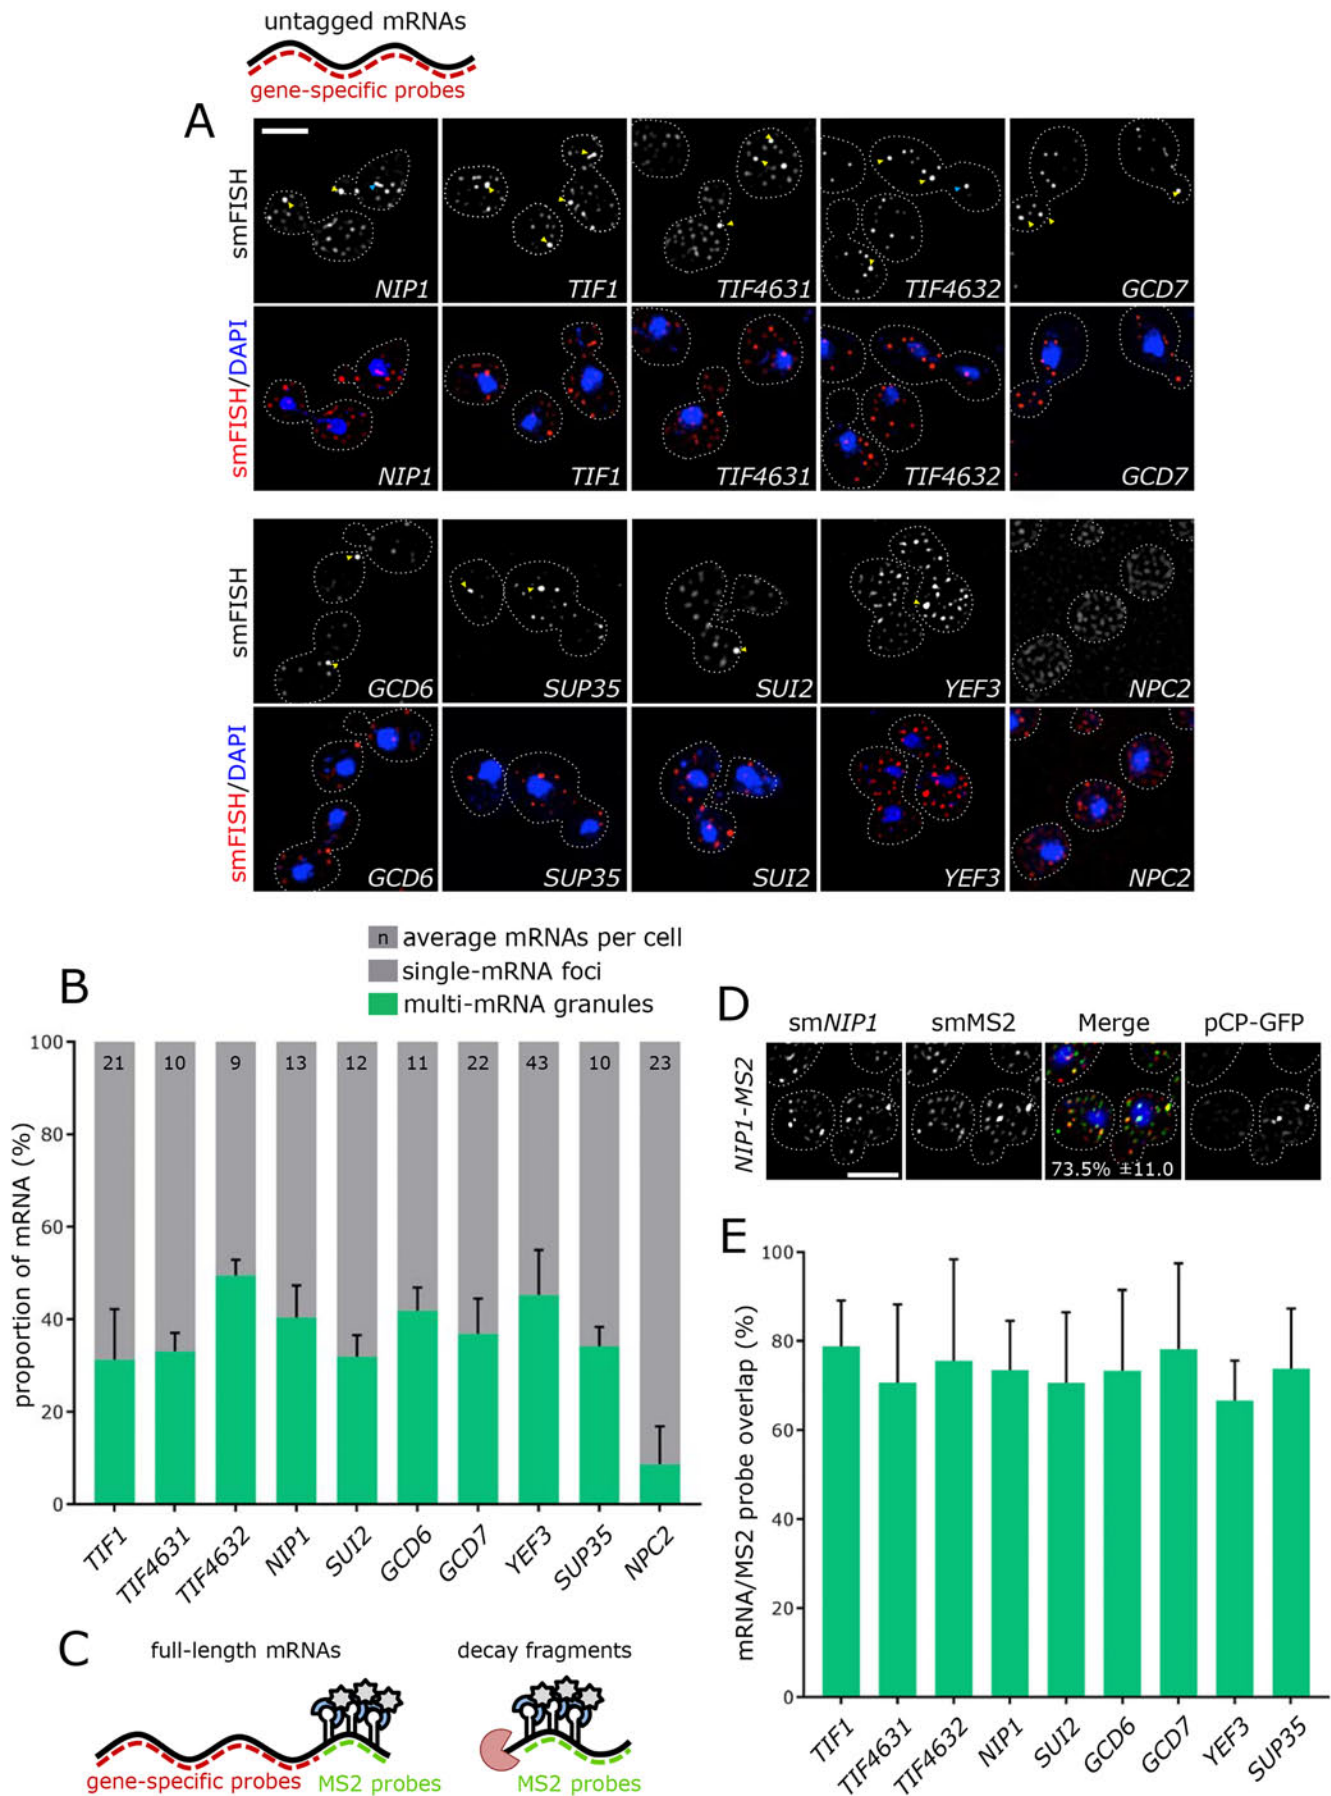 untagged mRNAs
gene-specific probes
A
smFISH
NIP1 TIF1 TIF4631 TIF4632 GCD7
smFISH/DAPI
NIP1 TIF1 TIF4631 TIF4632 GCD7
smFISH
GCD6 SUP35 SUI2 YEF3 NPC2
smFISH/DAPI
GCD6 SUP35 SUI2 YEF3 NPC2
B
n average mRNAs per cell
single-mRNA foci
multi-mRNA granules
proportion of mRNA (%)
100
80
60
40
20
0
21 10 9 13 12 11 22 43 10 23
TIF1 TIF4631 TIF4632 NIP1 SUI2 GCD6 GCD7 YEF3 SUP35 NPC2
C
full-length mRNAs
gene-specific probes MS2 probes
decay fragments
MS2 probes
D
smNIP1 smMS2 Merge pCP-GFP
NIP1-MS2
73.5% ±11.0
E
mRNA/MS2 probe overlap (%)
100
80
60
40
20
0
TIF1 TIF4631 TIF4632 NIP1 SUI2 GCD6 GCD7 YEF3 SUP35